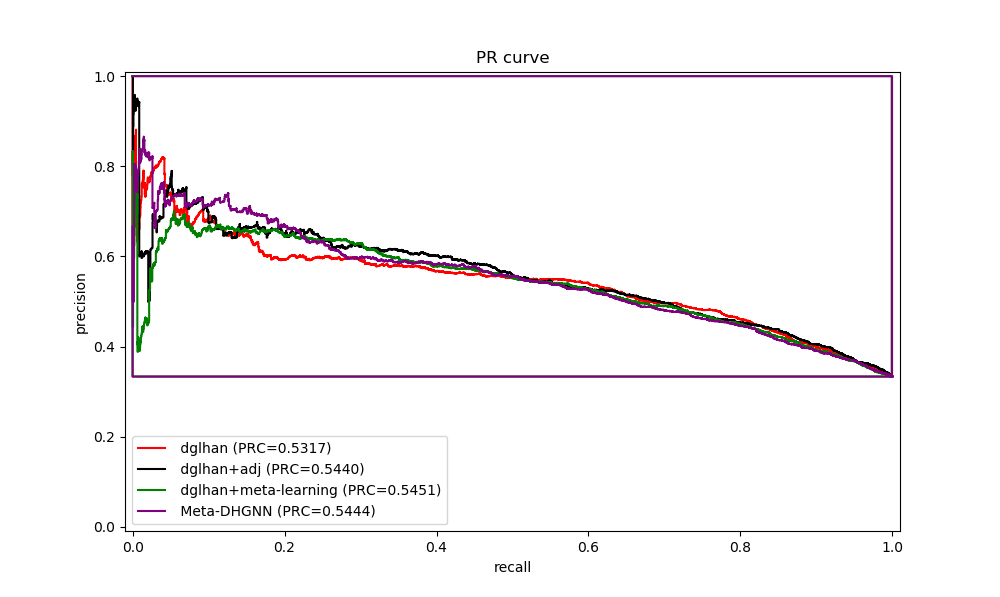 PR curve
1.0
0.8
0.6
0.4
0.2
0.0
precision
dglhan (PRC=0.5317)
dglhan+adj (PRC=0.5440)
dglhan+meta-learning (PRC=0.5451)
Meta-DHGNN (PRC=0.5444)
0.0 0.2 0.4 0.6 0.8 1.0
recall